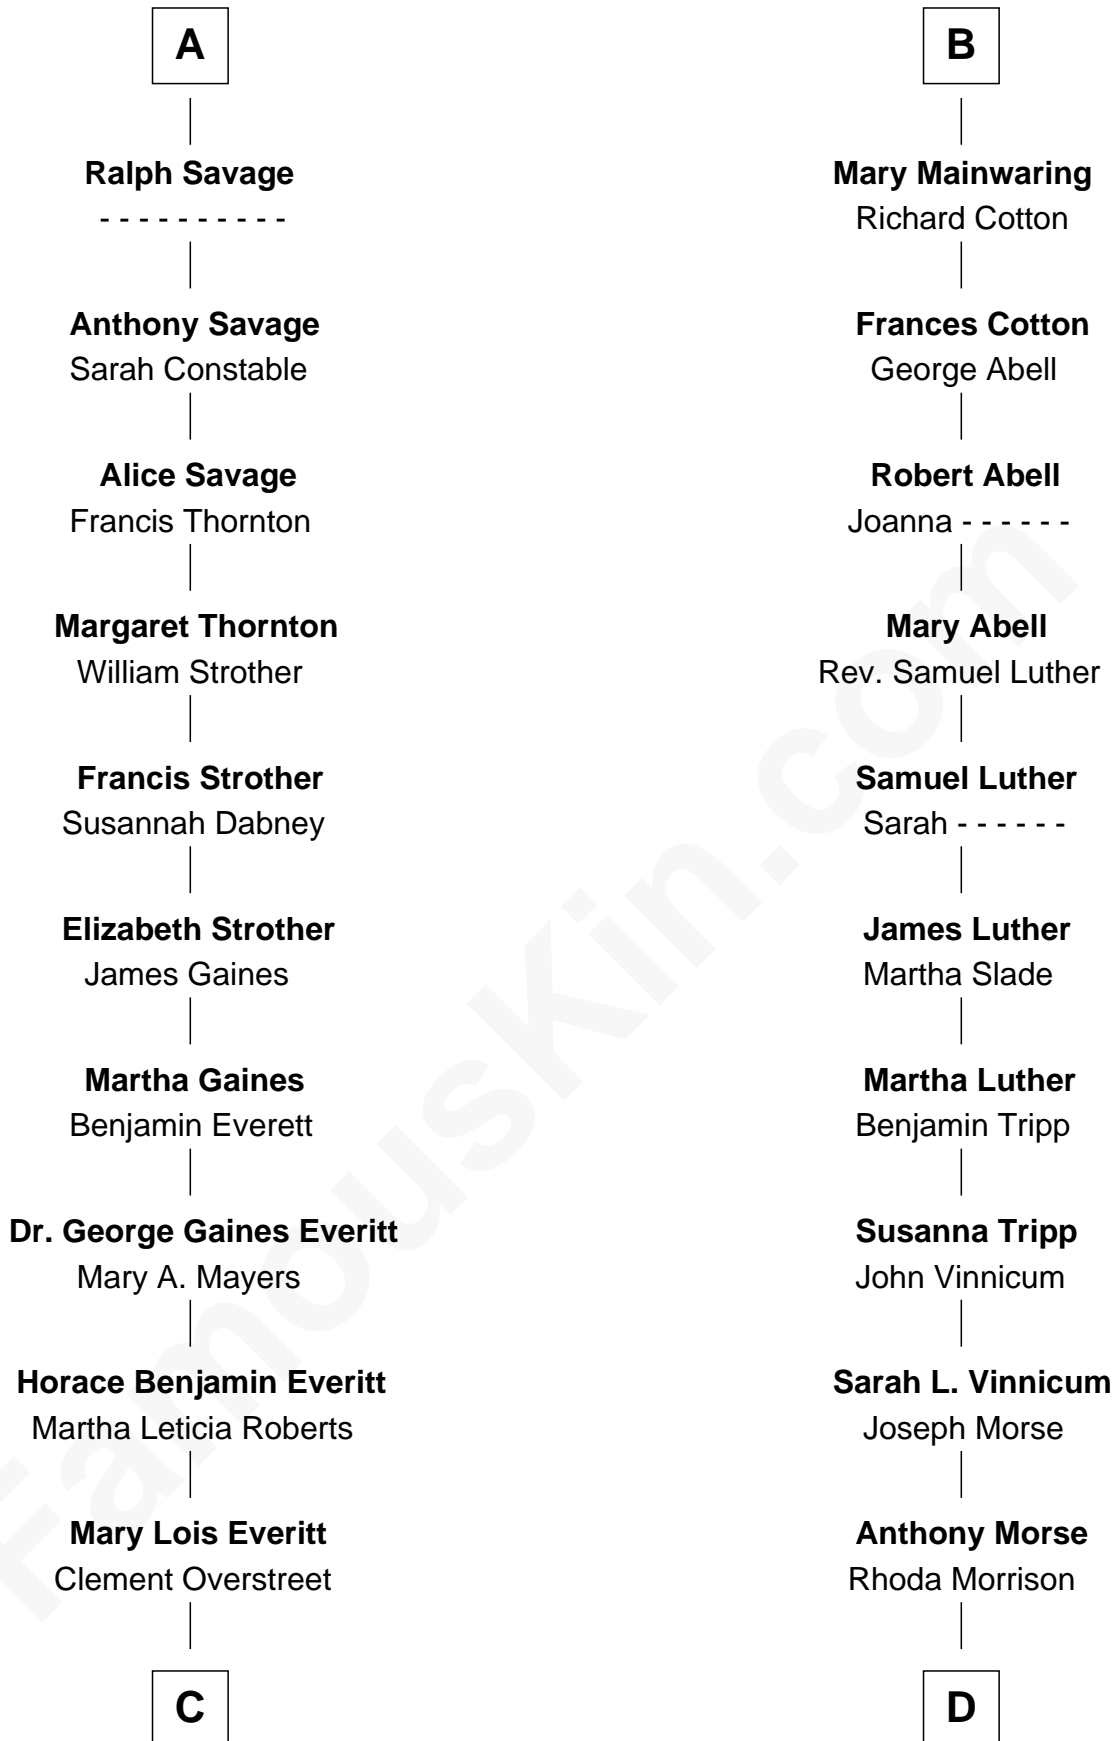 A
Ralph Savage
- - - - - - - - - -
Anthony Savage
Sarah Constable
Alice Savage
Francis Thornton
Margaret Thornton
William Strother
Francis Strother
Susannah Dabney
Elizabeth Strother
James Gaines
Martha Gaines
Benjamin Everett
Dr. George Gaines Everitt
Mary A. Mayers
Horace Benjamin Everitt
Martha Leticia Roberts
Mary Lois Everitt
Clement Overstreet
C
B
Mary Mainwaring
Richard Cotton
Frances Cotton
George Abell
Robert Abell
Joanna - - - - - -
Mary Abell
Rev. Samuel Luther
Samuel Luther
Sarah - - - - - -
James Luther
Martha Slade
Martha Luther
Benjamin Tripp
Susanna Tripp
John Vinnicum
Sarah L. Vinnicum
Joseph Morse
Anthony Morse
Rhoda Morrison
D
FamousKin.com